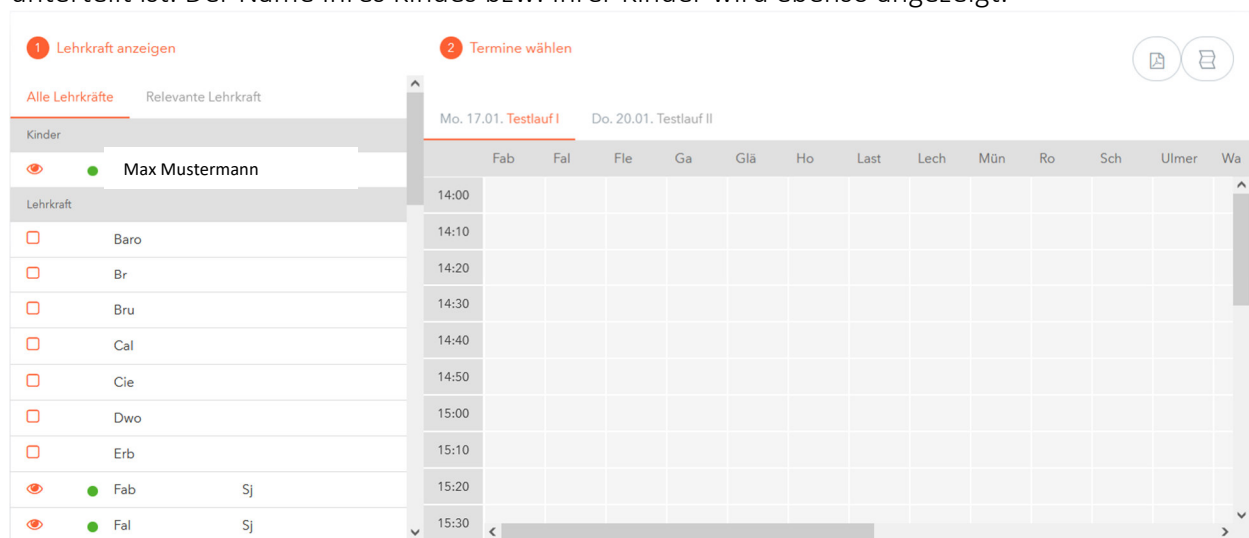 unterteilt ist. Der Name Ihres Kindes bzw. Ihrer Kinder wird ebenso angezeigt.
1 Lehrkraft anzeigen
Alle Lehrkräfte Relevante Lehrkraft
Kinder
Max Mustermann
Lehrkraft
Baro
Br
Bru
Cal
Cie
Dwo
Erb
Fab Sj
Fal Sj
2 Termine wählen
Mo. 17.01. Testlauf I Do. 20.01. Testlauf II
Fab Fal Fle Ga Glä Ho Last Lech Mün Ro Sch Ulmer Wa
14:00
14:10
14:20
14:30
14:40
14:50
15:00
15:10
15:20
15:30